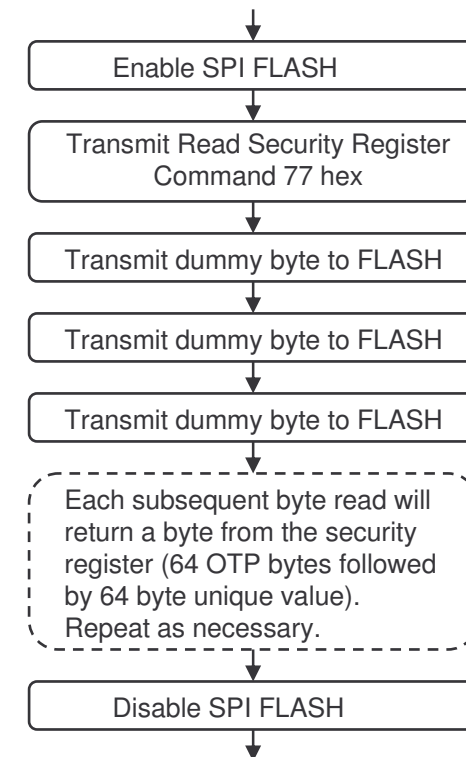 Enable SPI FLASH
Transmit Read Security Register
Command 77 hex
Transmit dummy byte to FLASH
Transmit dummy byte to FLASH
Transmit dummy byte to FLASH
Each subsequent byte read will
return a byte from the security
register (64 OTP bytes followed
by 64 byte unique value).
Repeat as necessary.
Disable SPI FLASH